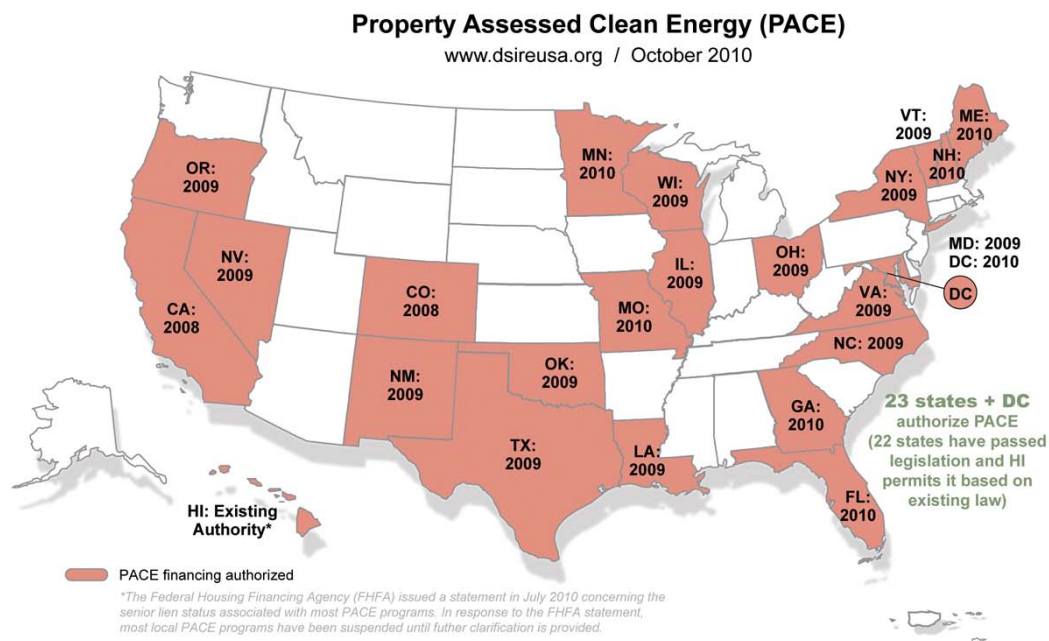 Property Assessed Clean Energy (PACE)
www.dsireusa.org / October 2010
VT:
2009
ME:
2010
NH:
2010
MN:
2010
OR:
2009
WI:
2009
NY:
2009
MD: 2009
DC: 2010
DC
NV
2009
OH:
2009
IL:
2009
CO:
2008
CA:
2008
VA:
2009
MO:
2010
NC: 2009
OK:
2009
NM:
2009
GA:
2010
23 states + DC
authorize PACE
(22 states have passed
legislation and HI
permits it based on
existing law)
TX:
2009
LA:
2009
FL:
2010
HI: Existing
Authority*
PACE financing authorized
*The Federal Housing Financing Agency (FHFA) issued a statement in July 2010 concerning the
senior lien status associated with most PACE programs. In response to the FHFA statement,
most local PACE programs have been suspended until futher clarification is provided.